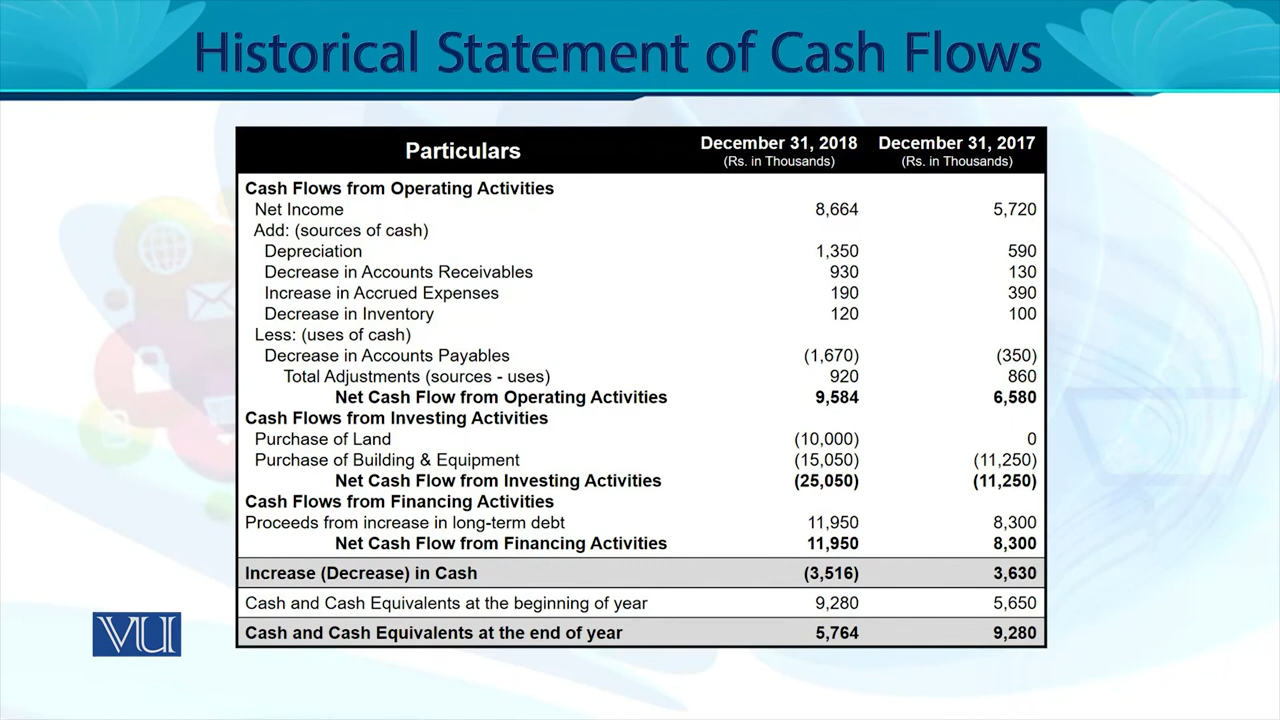 Historical Statement of Cash Flows
Particulars December 31, 2018 December 31, 2017
(Rs. in Thousands) (Rs. in Thousands)
Cash Flows from Operating Activities
Net Income 8,664 5,720
Add: (sources of cash)
Depreciation 1,350 590
Decrease in Accounts Receivables 930 130
Increase in Accrued Expenses 190 390
Decrease in Inventory 120 100
Less: (uses of cash)
Decrease in Accounts Payables (1,670) (350)
Total Adjustments (sources - uses) 920 860
Net Cash Flow from Operating Activities 9,584 6,580
Cash Flows from Investing Activities
Purchase of Land (10,000) 0
Purchase of Building & Equipment (15,050) (11,250)
Net Cash Flow from Investing Activities (25,050) (11,250)
Cash Flows from Financing Activities
Proceeds from increase in long-term debt 11,950 8,300
Net Cash Flow from Financing Activities 11,950 8,300
Increase (Decrease) in Cash (3,516) 3,630
Cash and Cash Equivalents at the beginning of year 9,280 5,650
Cash and Cash Equivalents at the end of year 5,764 9,280
VU